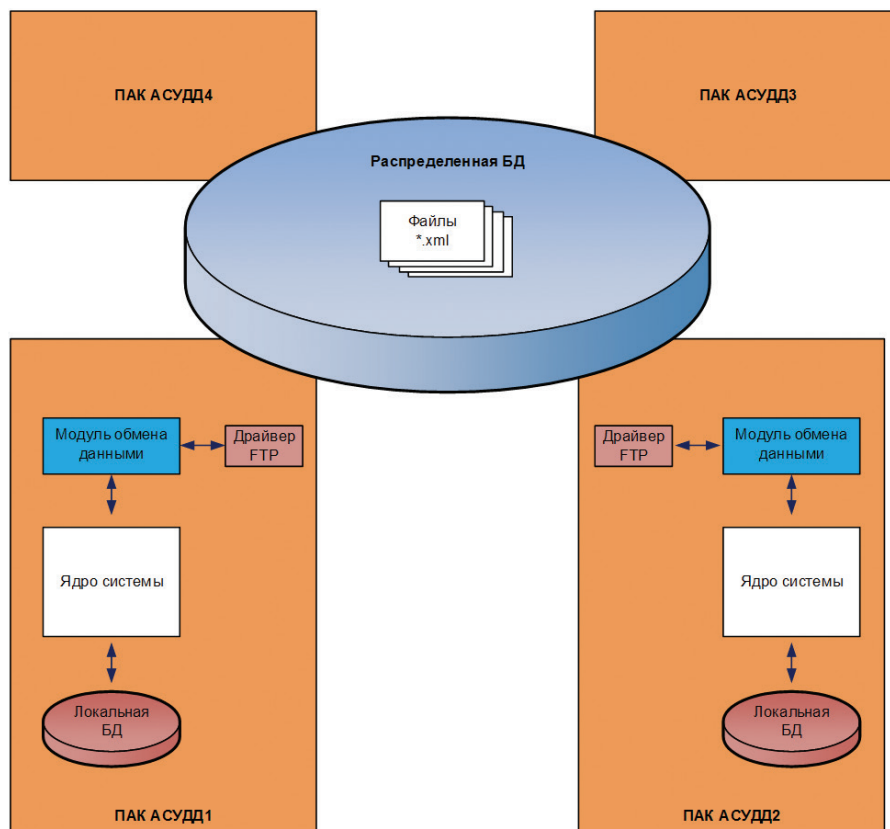 ПАК АСУДД4
ПАК АСУДД3
Распределенная БД
Файлы
*.xml
Модуль обмена
данными
Драйвер
FTP
Драйвер
FTP
Модуль обмена
данными
Ядро системы
Ядро системы
Локальная
БД
Локальная
БД
ПАК АСУДД1
ПАК АСУДД2